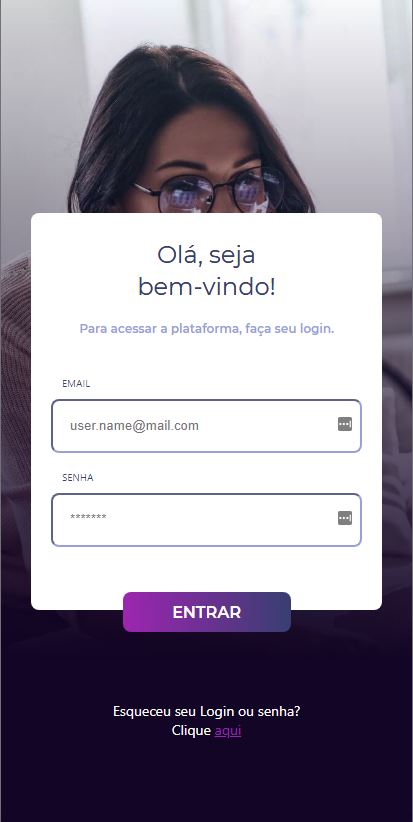 Olá, seja
bem-vindo!
Para acessar a plataforma, faça seu login.
EMAIL
user.name@mail.com
SENHA
*******
ENTRAR
Esqueceu seu Login ou senha?
Clique aqui